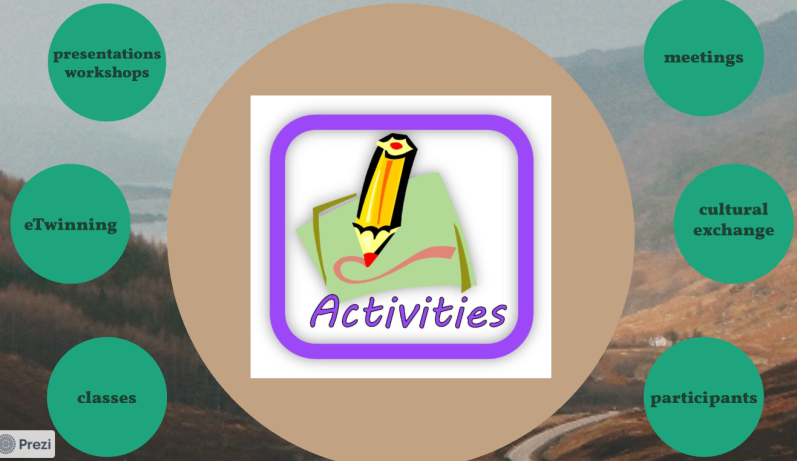 presentations
workshops
meetings
eTwinning
cultural
exchange
Activities
classes
participants
Prezi